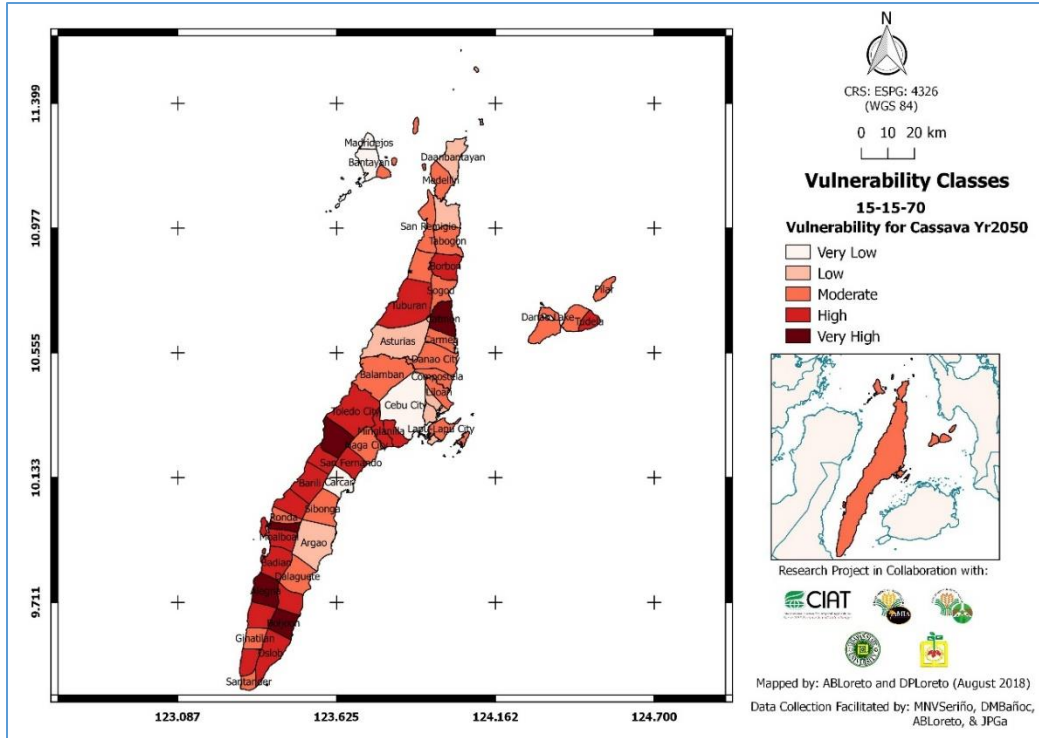 N
CRS: ESPG: 4326
(WGS 84)
0 10 20 km
Vulnerability Classes
15-15-70
Vulnerability for Cassava Yr2050
Very Low
Low
Moderate
High
Very High
Research Project in Collaboration with:
CIAT
Mapped by: ABLoreto and DPLoreto (August 2018)
Data Collection Facilitated by: MNVSeriño, DMBañoc,
ABLoreto, & JPGa
11.399
10.977
10.555
10.133
9.711
123.087
123.625
124.162
124.700
Madridejos
Bantayan
Daanbantayan
Medellin
San Remigio
Tabogon
Borbon
Sogod
Tuburan
Carmen
Asturias
Danao City
Balamban
Compostela
Liloan
Cebu City
Toledo City
Lapu-Lapu City
Minglanilla
Naga City
San Fernando
Carcar
Barili
Sibonga
Ronda
Moalboal
Argao
Badian
Dalaguete
Alegria
Boljoon
Ginatilan
Oslob
Santander
Pilar
Tudela